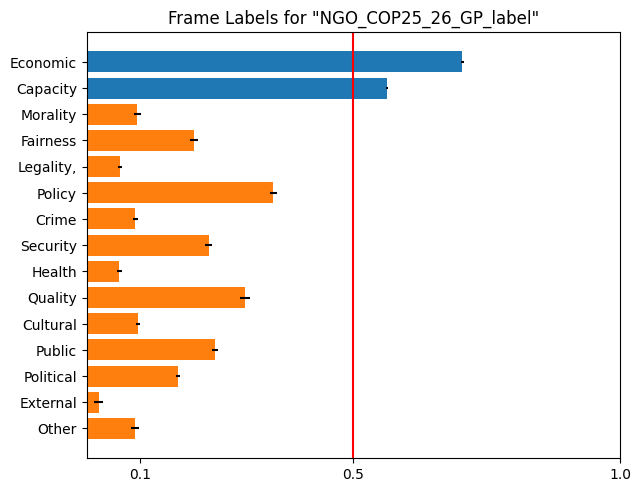 Frame Labels for "NGO_COP25_26_GP_label"
Economic
Capacity
Morality
Fairness
Legality,
Policy
Crime
Security
Health
Quality
Cultural
Public
Political
External
Other
0.1 0.5 1.0